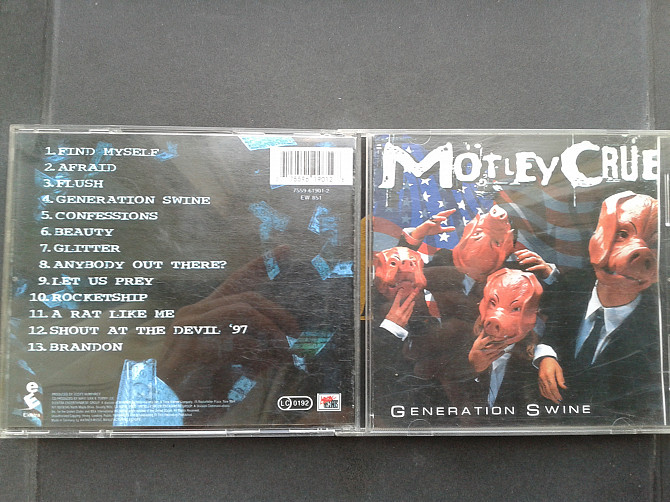 1. FIND MYSELF
2. AFRAID
3. FLUSH
4. GENERATION SWINE
5. CONFESSIONS
6. BEAUTY
7. GLITTER
8. ANYBODY OUT THERE?
9. LET US PREY
10. ROCKETSHIP
11. A RAT LIKE ME
12. SHOUT AT THE DEVIL '97
13. BRANDON
7559-61901-2
EW 851
LC 0192
MÖTLEY CRÜE
GENERATION SWINE